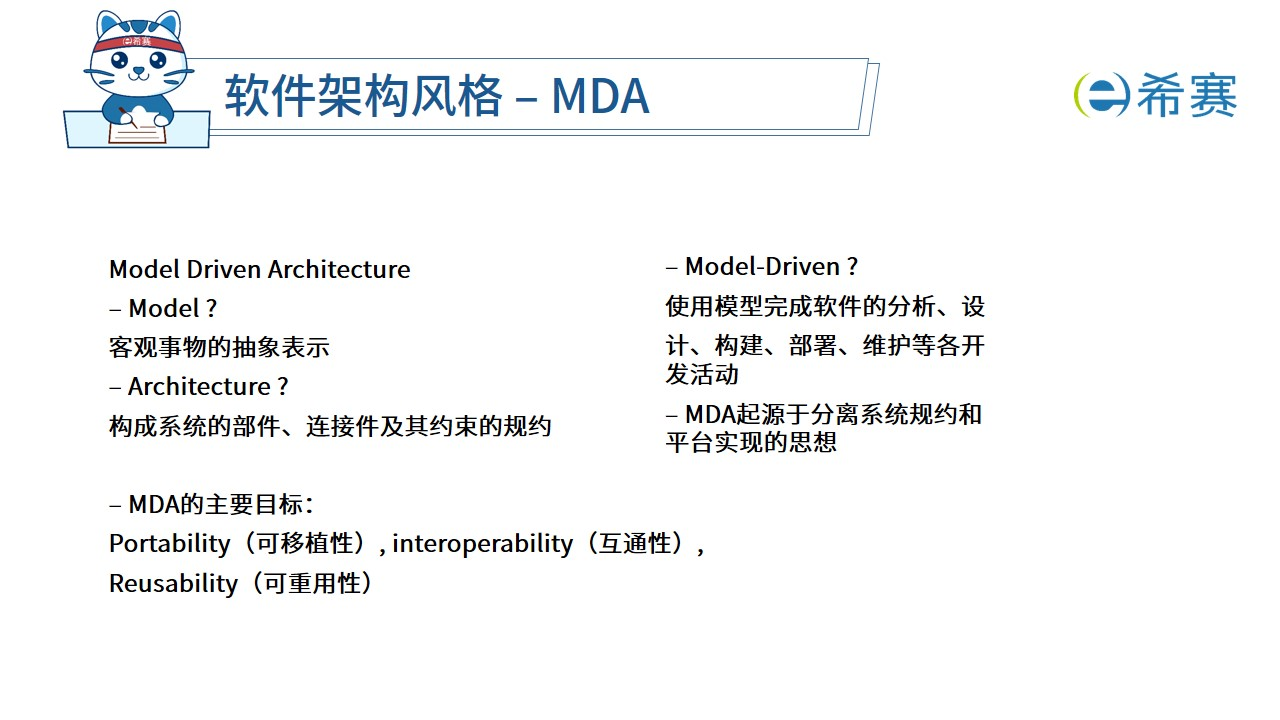 希赛
软件架构风格 – MDA
希赛
Model Driven Architecture
– Model ?
客观事物的抽象表示
– Architecture ?
构成系统的部件、连接件及其约束的规约
– Model-Driven ?
使用模型完成软件的分析、设
计、构建、部署、维护等各开
发活动
– MDA起源于分离系统规约和
平台实现的思想
– MDA的主要目标：
Portability（可移植性）, interoperability（互通性）,
Reusability（可重用性）